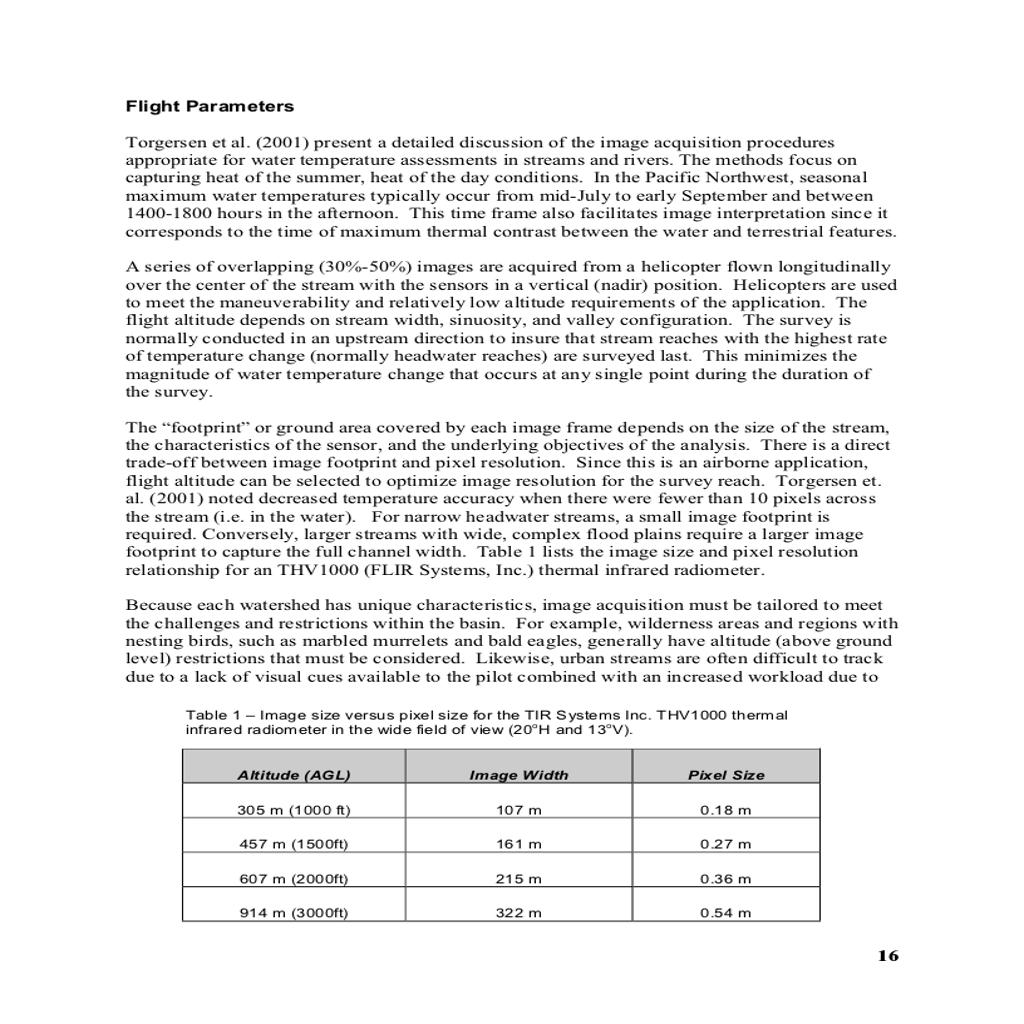 Flight Parameters
Torgersen et al. (2001) present a detailed discussion of the image acquisition procedures
appropriate for water temperature assessments in streams and rivers. The methods focus on
capturing heat of the summer, heat of the day conditions.  In the Pacific Northwest, seasonal
maximum water temperatures typically occur from mid-July to early September and between
1400-1800 hours in the afternoon.  This time frame also facilitates image interpretation since it
corresponds to the time of maximum thermal contrast between the water and terrestrial features.
A series of overlapping (30%-50%) images are acquired from a helicopter flown longitudinally
over the center of the stream with the sensors in a vertical (nadir) position.  Helicopters are used
to meet the maneuverability and relatively low altitude requirements of the application.  The
flight altitude depends on stream width, sinuosity, and valley configuration.  The survey is
normally conducted in an upstream direction to insure that stream reaches with the highest rate
of temperature change (normally headwater reaches) are surveyed last.  This minimizes the
magnitude of water temperature change that occurs at any single point during the duration of
the survey.
The “footprint” or ground area covered by each image frame depends on the size of the stream,
the characteristics of the sensor, and the underlying objectives of the analysis.  There is a direct
trade-off between image footprint and pixel resolution.  Since this is an airborne application,
flight altitude can be selected to optimize image resolution for the survey reach.  Torgersen et.
al. (2001) noted decreased temperature accuracy when there were fewer than 10 pixels across
the stream (i.e. in the water).   For narrow headwater streams, a small image footprint is
required. Conversely, larger streams with wide, complex flood plains require a larger image
footprint to capture the full channel width.  Table 1 lists the image size and pixel resolution
relationship for an THV1000 (FLIR Systems, Inc.) thermal infrared radiometer.
Because each watershed has unique characteristics, image acquisition must be tailored to meet
the challenges and restrictions within the basin.  For example, wilderness areas and regions with
nesting birds, such as marbled murrelets and bald eagles, generally have altitude (above ground
level) restrictions that must be considered.  Likewise, urban streams are often difficult to track
due to a lack of visual cues available to the pilot combined with an increased workload due to
Table 1 – Image size versus pixel size for the TIR Systems Inc. THV1000 thermal
infrared radiometer in the wide field of view (20°H and 13°V).
Altitude (AGL) Image Width Pixel Size
305 m (1000 ft) 107 m 0.18 m
457 m (1500ft) 161 m 0.27 m
607 m (2000ft) 215 m 0.36 m
914 m (3000ft) 322 m 0.54 m
16